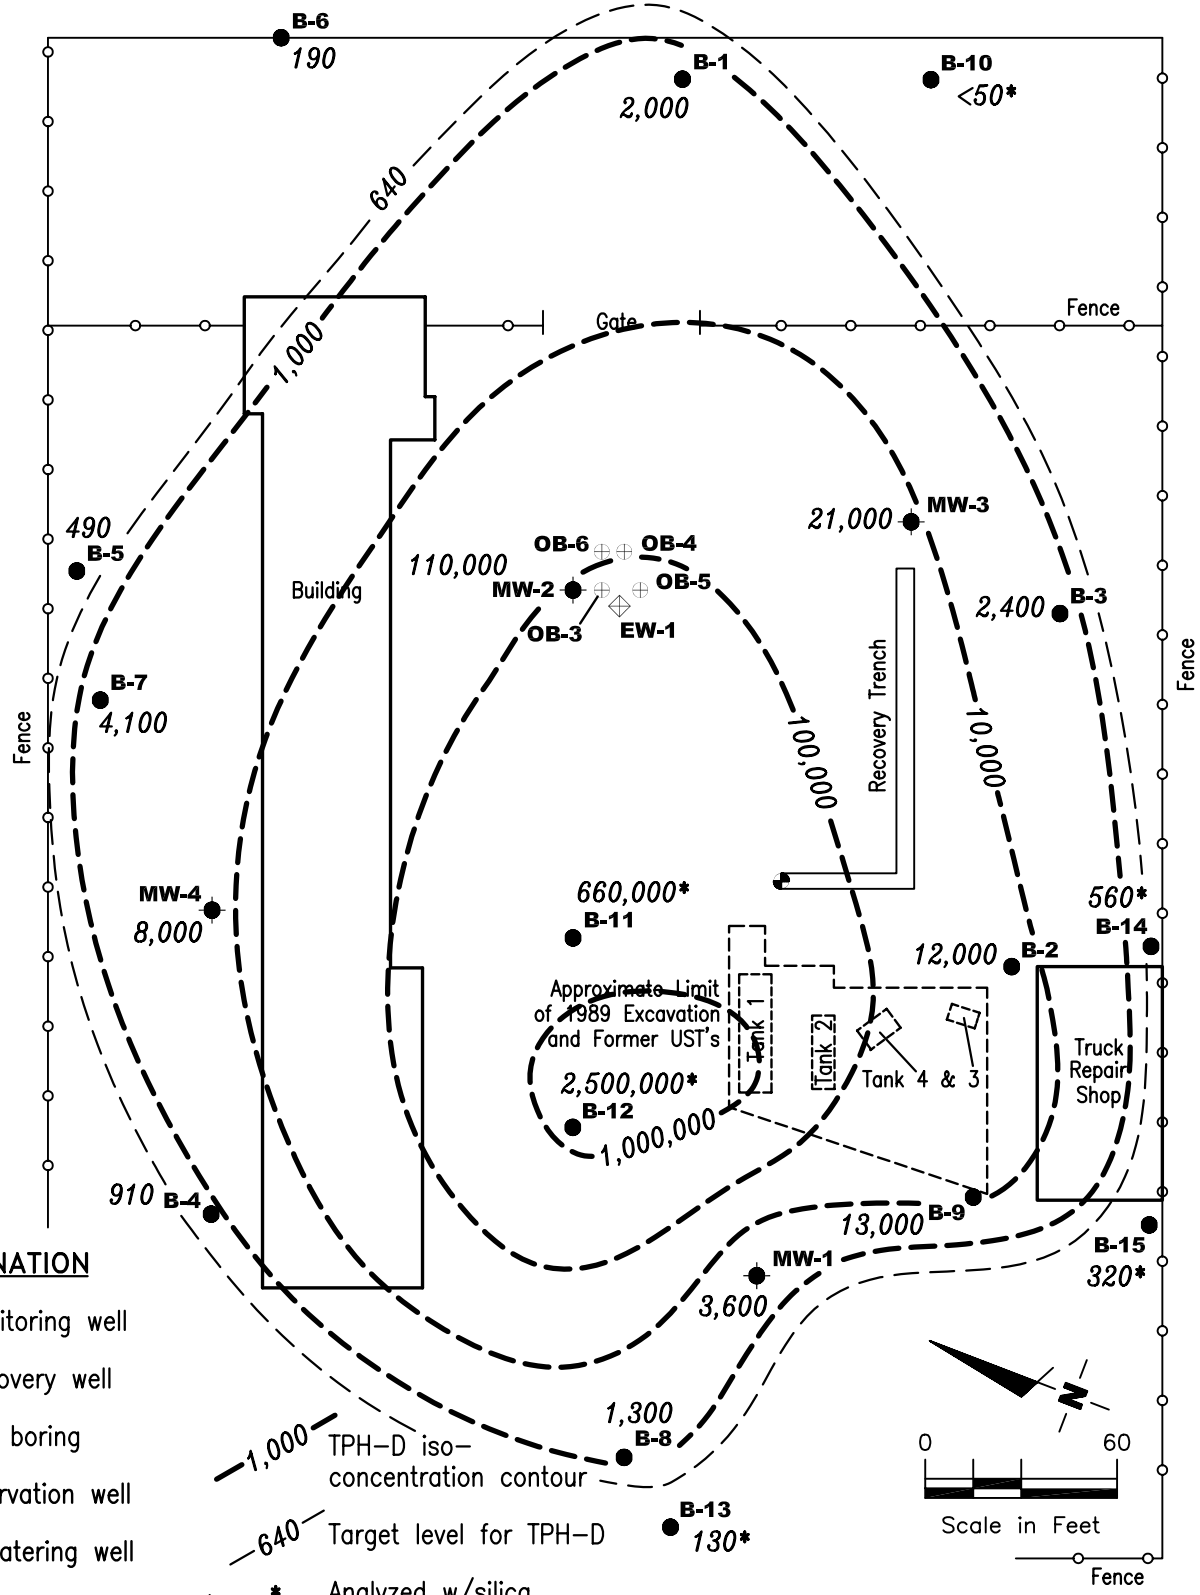 B-6
190
B-1
2,000
B-10
<50*
640
1,000
Gate
Fence
490
B-5
Building
110,000
MW-2
OB-6
OB-4
OB-5
OB-3
EW-1
MW-3
21,000
B-3
2,400
Fence
B-7
4,100
Fence
Recovery Trench
100,000
10,000
MW-4
8,000
660,000*
B-11
560*
B-14
12,000
B-2
Approximate Limit
of 1989 Excavation
and Former UST's
Tank 1
Tank 2
Tank 4 & 3
Truck
Repair
Shop
2,500,000*
B-12
1,000,000
910
B-4
13,000
B-9
B-15
320*
MW-1
3,600
NATION
itoring well
overy well
boring
rvation well
atering well
1,300
B-8
1,000
TPH-D iso-
concentration contour
640
Target level for TPH-D
*
Analyzed w/silica
B-13
130*
N
0
60
Scale in Feet
Fence